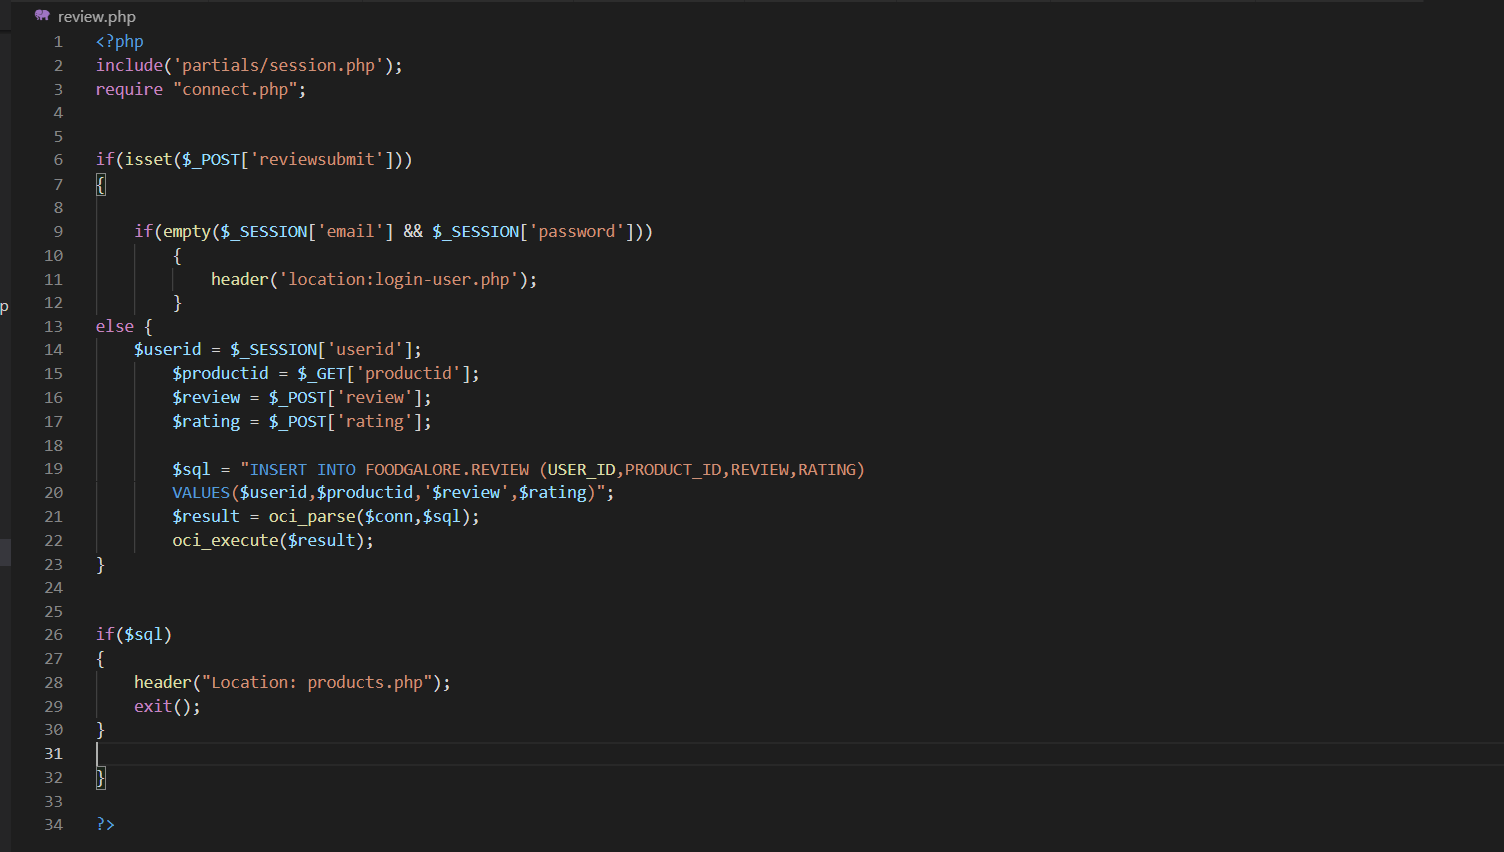 review.php
1 <?php
2 include('partials/session.php');
3 require "connect.php";
4
5
6 if(isset($_POST['reviewsubmit']))
7 {
8
9 if(empty($_SESSION['email'] && $_SESSION['password']))
10 {
11 header('location:login-user.php');
12 }
p
13 else {
14 $userid = $_SESSION['userid'];
15 $productid = $_GET['productid'];
16 $review = $_POST['review'];
17 $rating = $_POST['rating'];
18
19 $sql = "INSERT INTO FOODGALORE.REVIEW (USER_ID,PRODUCT_ID,REVIEW,RATING)
20 VALUES($userid,$productid,'$review',$rating)";
21 $result = oci_parse($conn,$sql);
22 oci_execute($result);
23 }
24
25
26 if($sql)
27 {
28 header("Location: products.php");
29 exit();
30 }
31
32 }
33
34 ?>